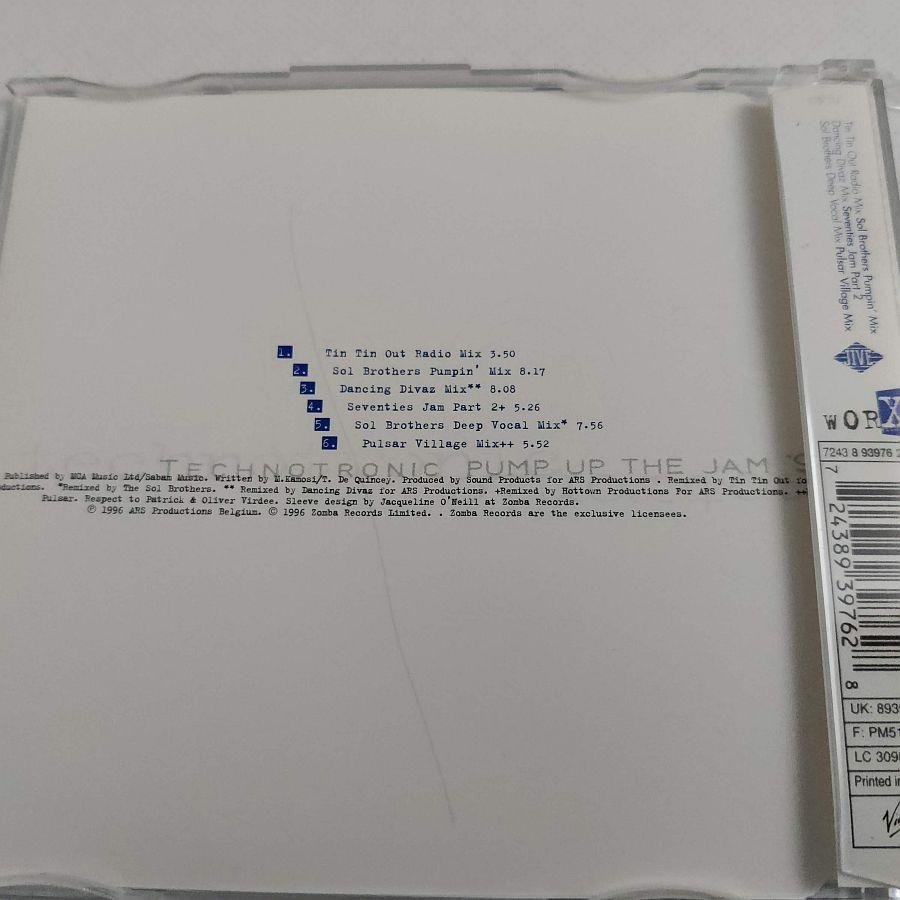 1. Tin Tin Out Radio Mix 3.50
2. Sol Brothers Pumpin' Mix 8.17
3. Dancing Divaz Mix** 8.08
4. Seventies Jam Part 2+ 5.26
5. Sol Brothers Deep Vocal Mix* 7.56
6. Pulsar Village Mix++ 5.52
TECHNOTRONIC PUMP UP THE JAM
Published by MCA Music Ltd/Saban Music. Written by M.Kamosi/T. De Quincey. Produced by Sound Products for ARS Productions . Remixed by Tin Tin Out fo
ductions. *Remixed by The Sol Brothers. ** Remixed by Dancing Divaz for ARS Productions. +Remixed by Hottown Productions For ARS Productions. ++
Pulsar. Respect to Patrick & Oliver Virdee. Sleeve design by Jacqueline O'Neill at Zomba Records.
℗ 1996 ARS Productions Belgium. © 1996 Zomba Records Limited. . Zomba Records are the exclusive licensees.
Tin Tin Out Radio Mix Sol Brothers Pumpin' Mix
Dancing Divaz Mix Seventies Jam Part 2
Sol Brothers Deep Vocal Mix Pulsar Village Mix
JIVE
WORX
7243 8 93976 2
7 24389 39762 8
UK: 893
F: PM51
LC 309
Printed in